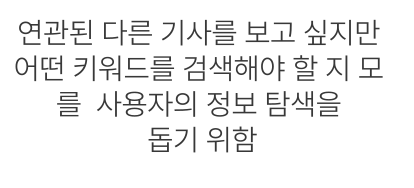 연관된 다른 기사를 보고 싶지만
어떤 키워드를 검색해야 할 지 모
를  사용자의 정보 탐색을
돕기 위함